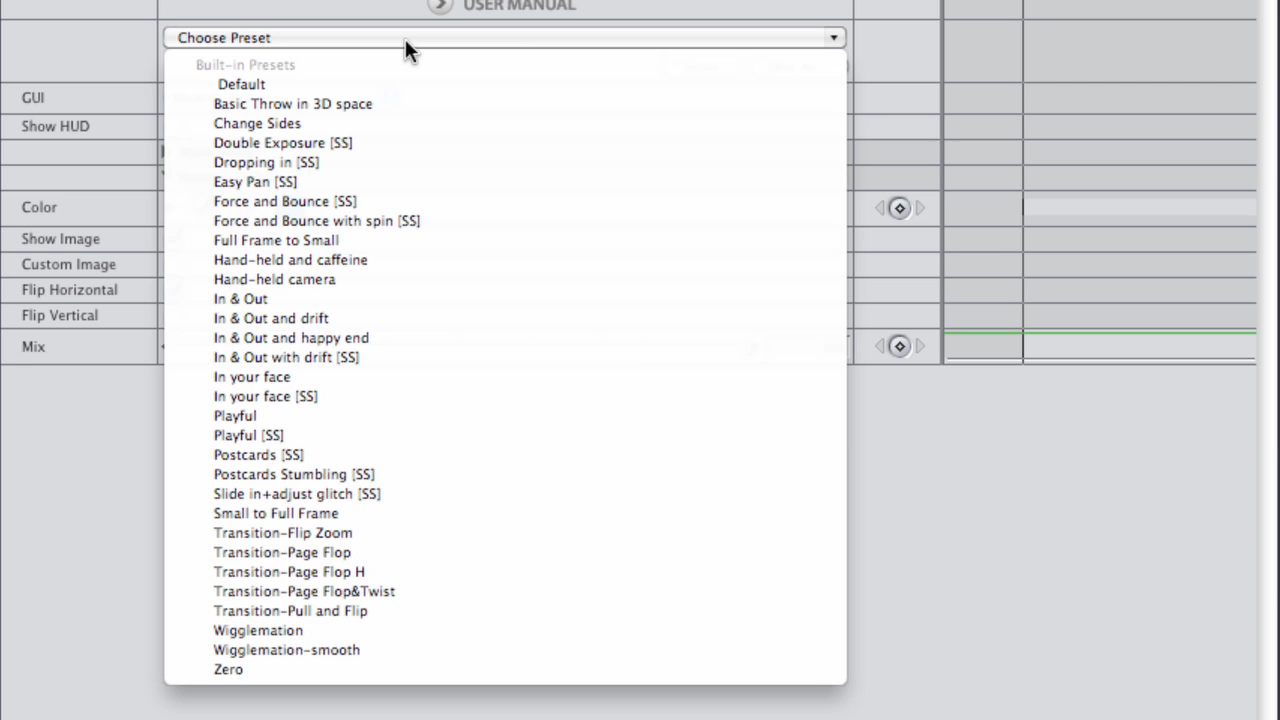 USER MANUAL
Choose Preset
Built-in Presets
Default
GUI
Basic Throw in 3D space
Show HUD
Change Sides
Double Exposure [SS]
Dropping in [SS]
Easy Pan [SS]
Color
Force and Bounce [SS]
Force and Bounce with spin [SS]
Show Image
Full Frame to Small
Custom Image
Hand-held and caffeine
Flip Horizontal
Hand-held camera
In & Out
Flip Vertical
In & Out and drift
In & Out and happy end
Mix
In & Out with drift [SS]
In your face
In your face [SS]
Playful
Playful [SS]
Postcards [SS]
Postcards Stumbling [SS]
Slide in+adjust glitch [SS]
Small to Full Frame
Transition-Flip Zoom
Transition-Page Flop
Transition-Page Flop H
Transition-Page Flop&Twist
Transition-Pull and Flip
Wigglemation
Wigglemation-smooth
Zero